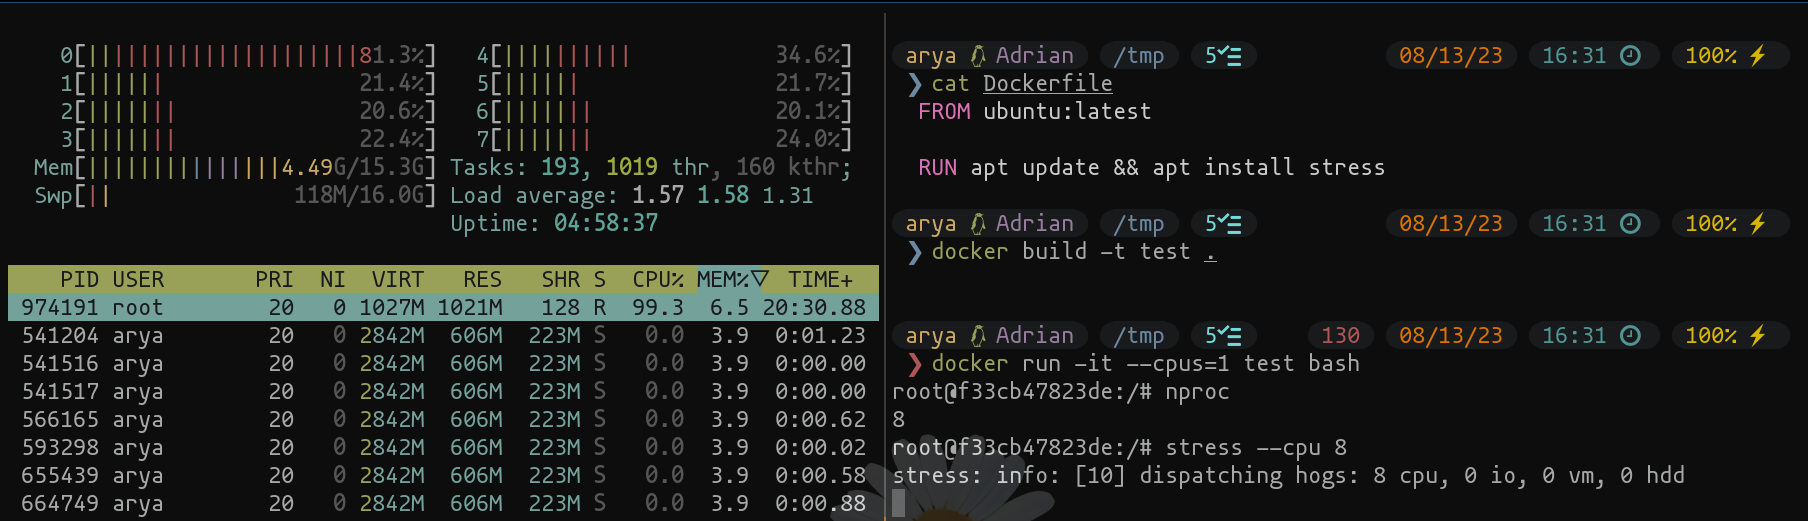 0[||||||||||||||||||||81.3%]
1[|||||| 21.4%]
2[||||||| 20.6%]
3[||||||| 22.4%]
Mem[|||||||||||||||4.49G/15.3G]
Swp[|| 118M/16.0G]
4[|||||||||| 34.6%]
5[|||||| 21.7%]
6[||||||| 20.1%]
7[||||||| 24.0%]
Tasks: 193, 1019 thr, 160 kthr;
Load average: 1.57 1.58 1.31
Uptime: 04:58:37
PID USER PRI NI VIRT RES SHR S CPU% MEM%▽ TIME+
974191 root 20 0 1027M 1021M 128 R 99.3 6.5 20:30.88
541204 arya 20 0 2842M 606M 223M S 0.0 3.9 0:01.23
541516 arya 20 0 2842M 606M 223M S 0.0 3.9 0:00.00
541517 arya 20 0 2842M 606M 223M S 0.0 3.9 0:00.00
566165 arya 20 0 2842M 606M 223M S 0.0 3.9 0:00.62
593298 arya 20 0 2842M 606M 223M S 0.0 3.9 0:00.02
655439 arya 20 0 2842M 606M 223M S 0.0 3.9 0:00.58
664749 arya 20 0 2842M 606M 223M S 0.0 3.9 0:00.88
arya Adrian /tmp 5 08/13/23 16:31 100%
❯ cat Dockerfile
FROM ubuntu:latest
RUN apt update && apt install stress
arya Adrian /tmp 5 08/13/23 16:31 100%
❯ docker build -t test .
arya Adrian /tmp 5 130 08/13/23 16:31 100%
❯ docker run -it --cpus=1 test bash
root@f33cb47823de:/# nproc
8
root@f33cb47823de:/# stress --cpu 8
stress: info: [10] dispatching hogs: 8 cpu, 0 io, 0 vm, 0 hdd